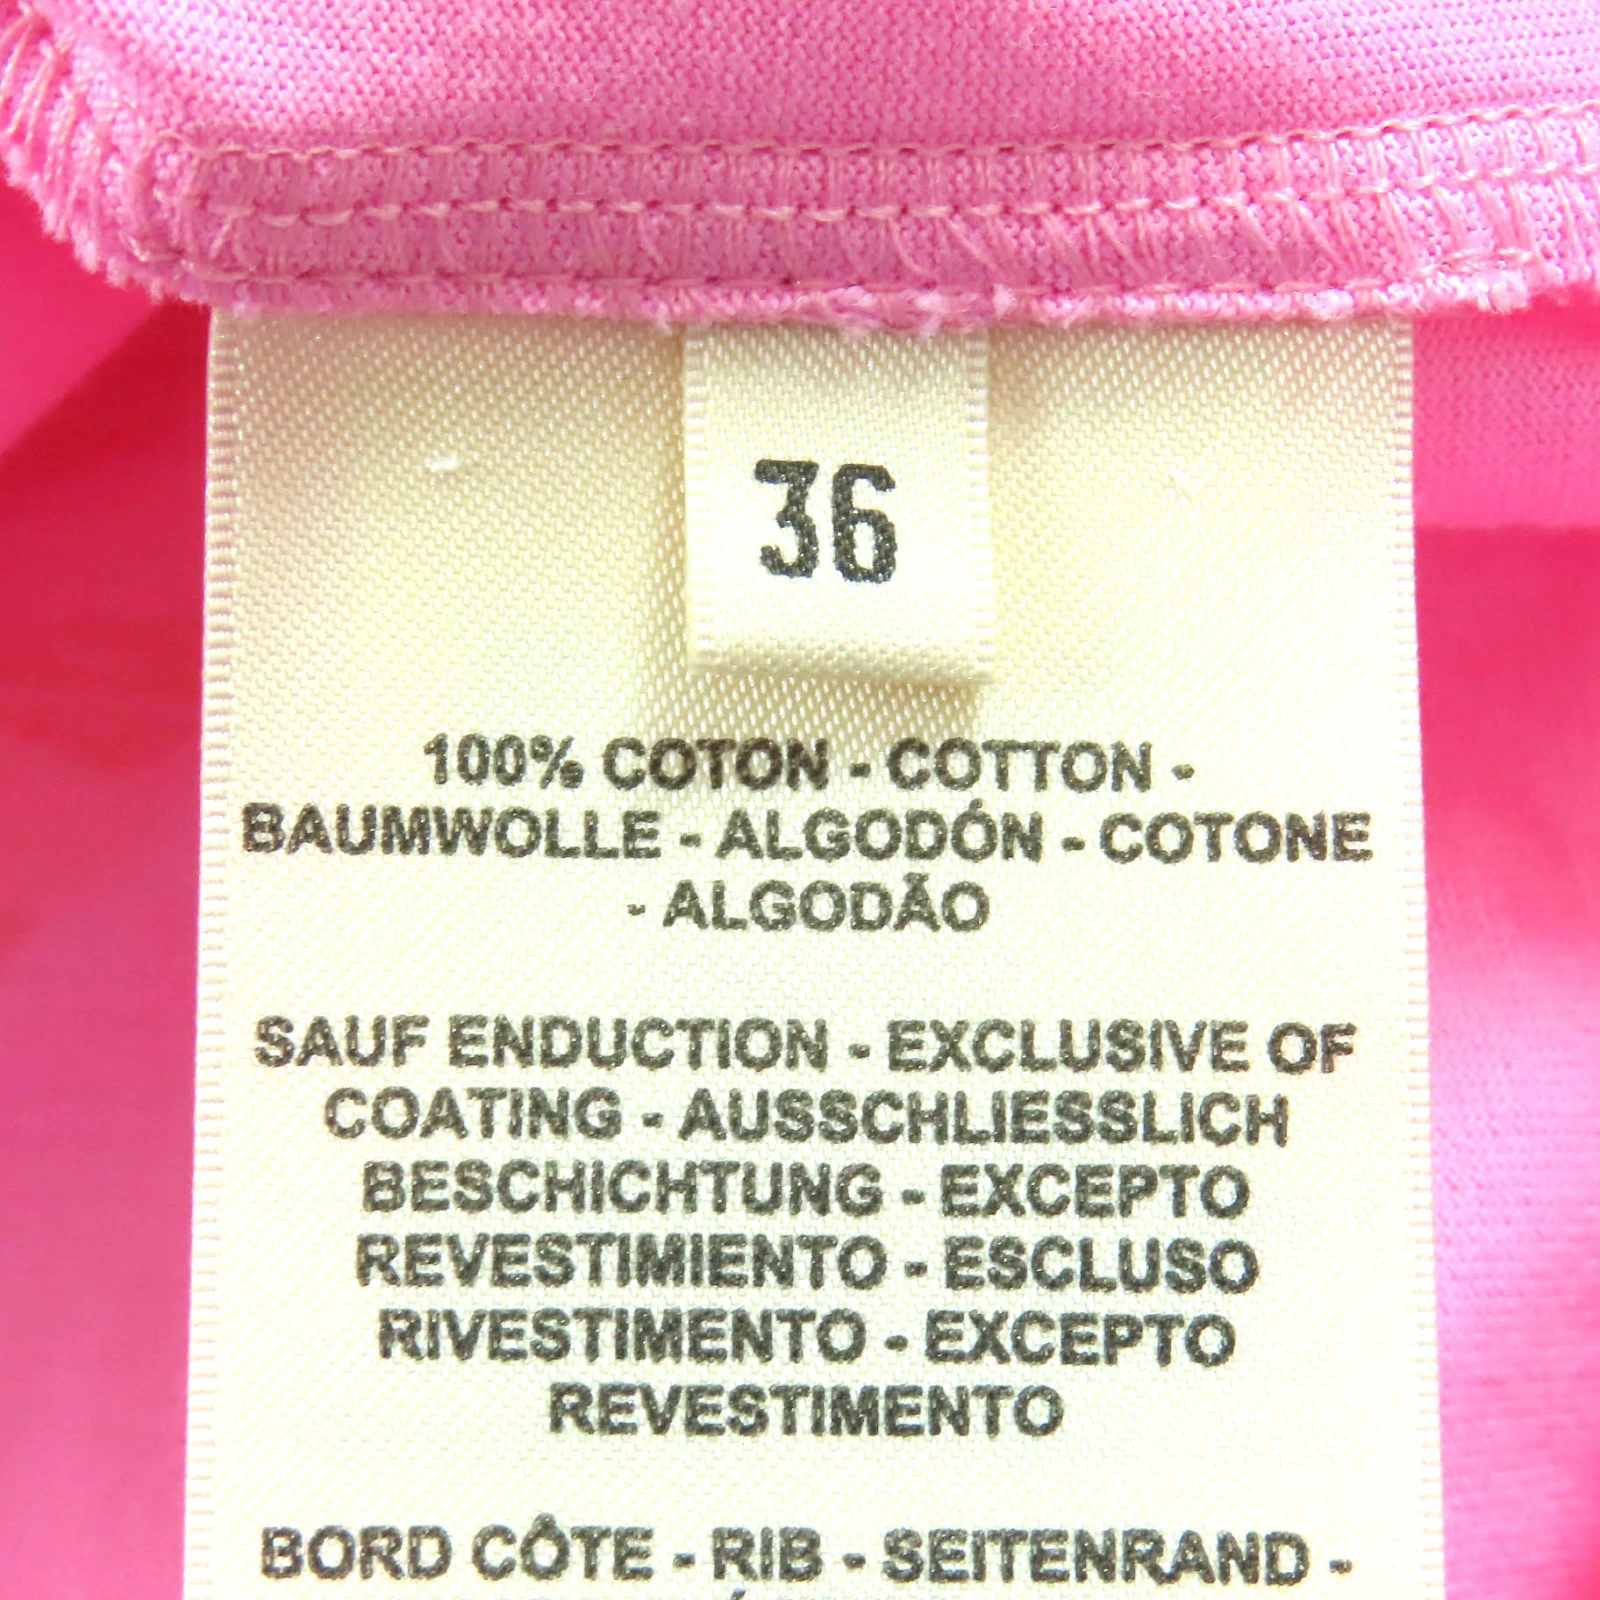 36
100% COTON - COTTON -
BAUMWOLLE - ALGODÓN - COTONE
- ALGODÃO
SAUF ENDUCTION - EXCLUSIVE OF
COATING - AUSSCHLIESSLICH
BESCHICHTUNG - EXCEPTO
REVESTIMIENTO - ESCLUSO
RIVESTIMENTO - EXCEPTO
REVESTIMENTO
BORD CÔTE - RIB - SEITENRAND -